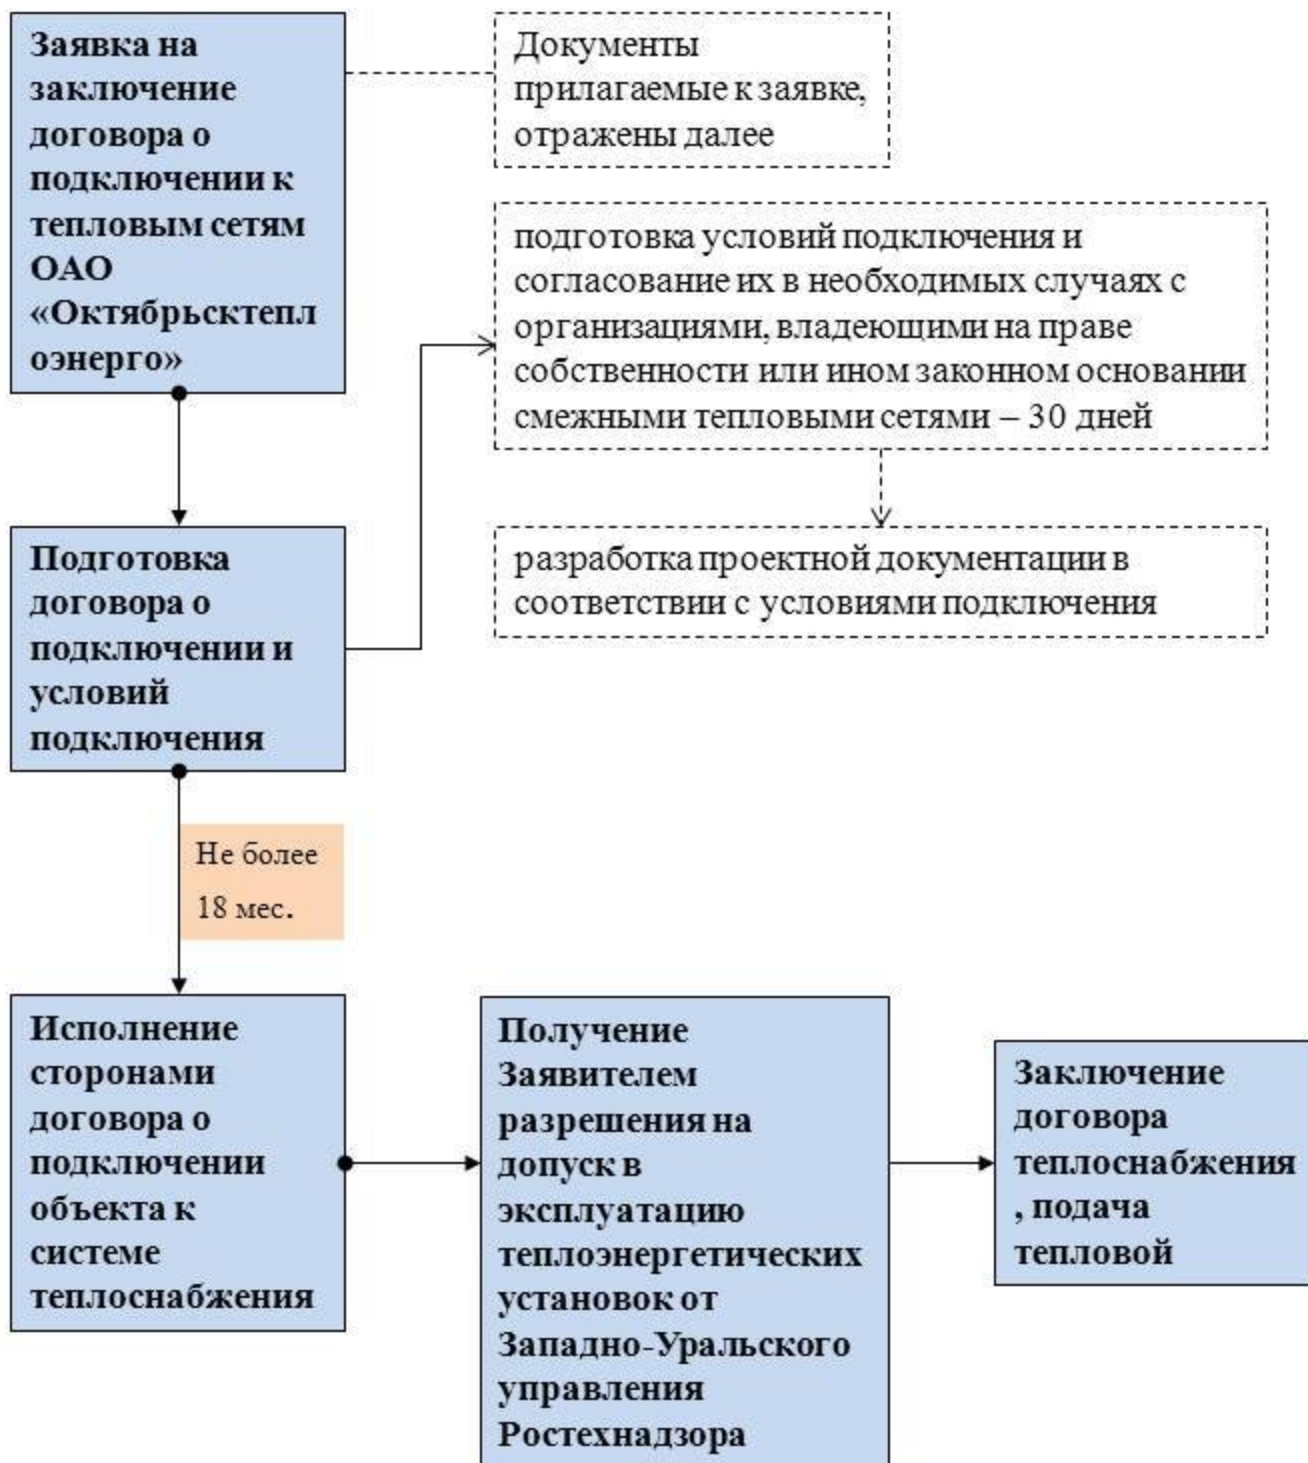 Заявка на
заключение
договора о
подключении к
тепловым сетям
ОАО
«Октябрьсктепл
оэнерго»
Документы
прилагаемые к заявке,
отражены далее
подготовка условий подключения и
согласование их в необходимых случаях с
организациями, владеющими на праве
собственности или ином законном основании
смежными тепловыми сетями – 30 дней
разработка проектной документации в
соответствии с условиями подключения
Подготовка
договора о
подключении и
условий
подключения
Не более
18 мес.
Исполнение
сторонами
договора о
подключении
объекта к
системе
теплоснабжения
Получение
Заявителем
разрешения на
допуск в
эксплуатацию
теплоэнергетических
установок от
Западно-Уральского
управления
Ростехнадзора
Заключение
договора
теплоснабжения
, подача
тепловой